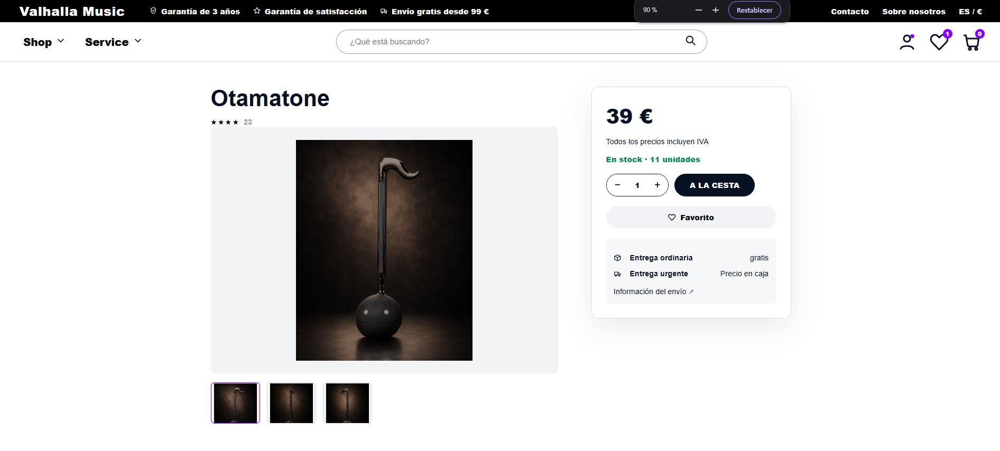 Valhalla Music
Garantía de 3 años
Garantía de satisfacción
Envío gratis desde 99 €
90 %
Restablecer
Contacto
Sobre nosotros
ES / €
Shop
Service
¿Qué está buscando?
1
0
Otamatone
★★★★ 23
39 €
Todos los precios incluyen IVA
En stock · 11 unidades
− 1 +
A LA CESTA
Favorito
Entrega ordinaria gratis
Entrega urgente Precio en caja
Información del envío ↗